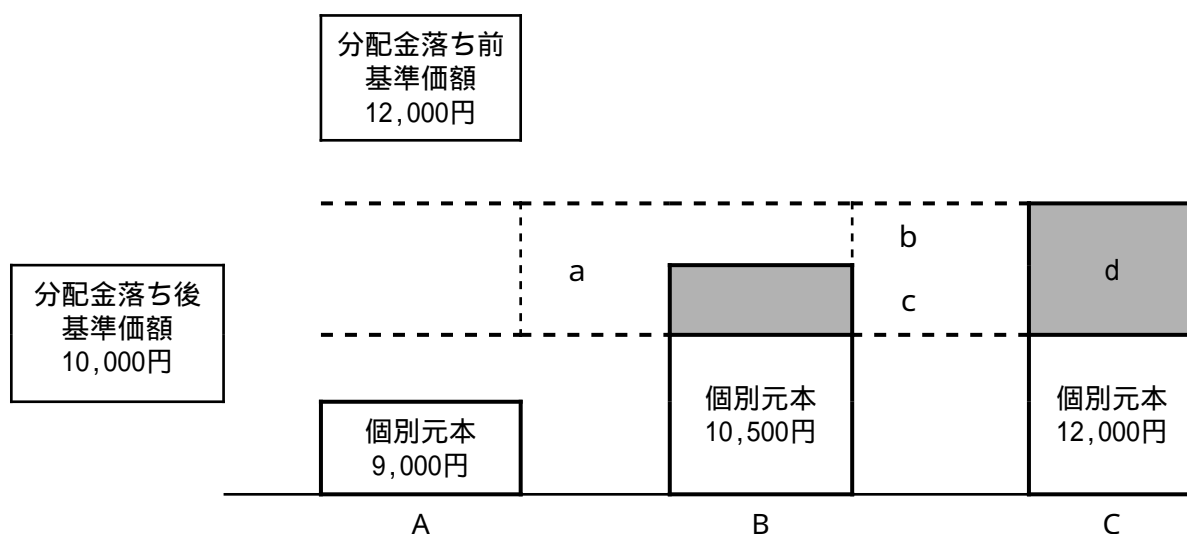 分配金落ち前
基準価額
12,000円
b
a
d
c
分配金落ち後
基準価額
10,000円
個別元本
10,500円
個別元本
12,000円
個別元本
9,000円
A
B
C